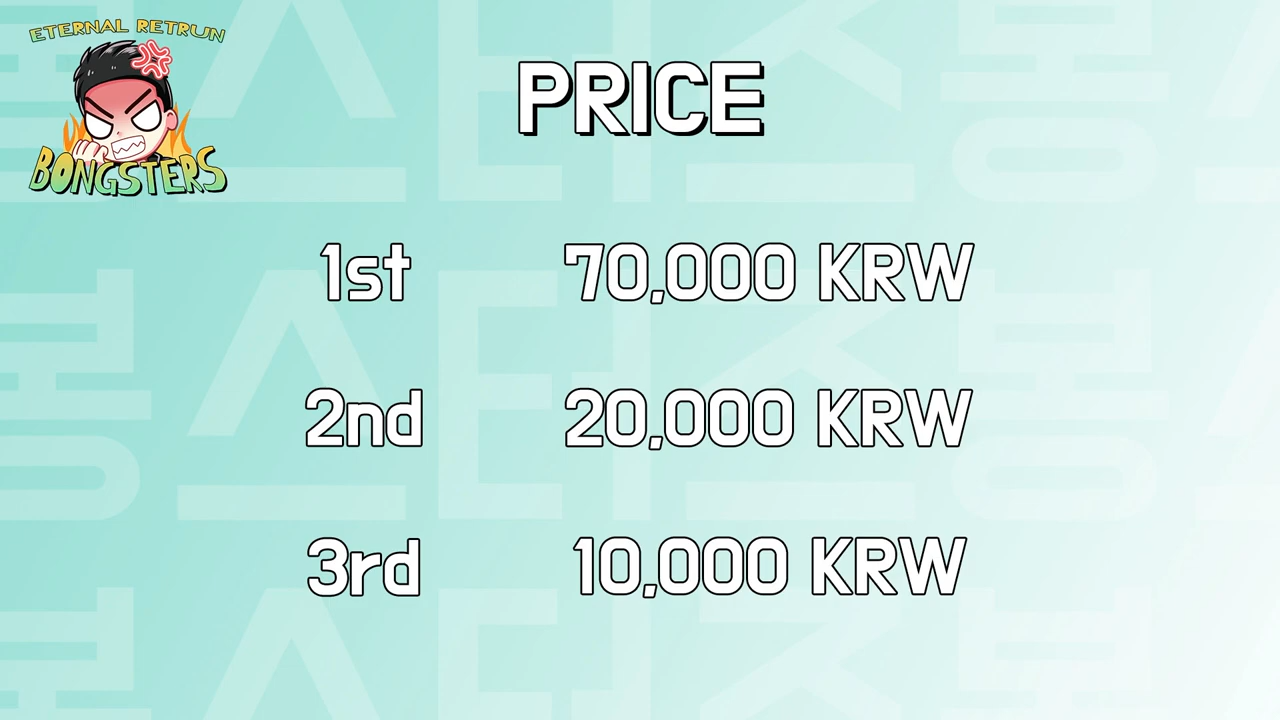 ETERNAL RETRUN
BONGSTERS
PRICE
1st 70,000 KRW
2nd 20,000 KRW
3rd 10,000 KRW